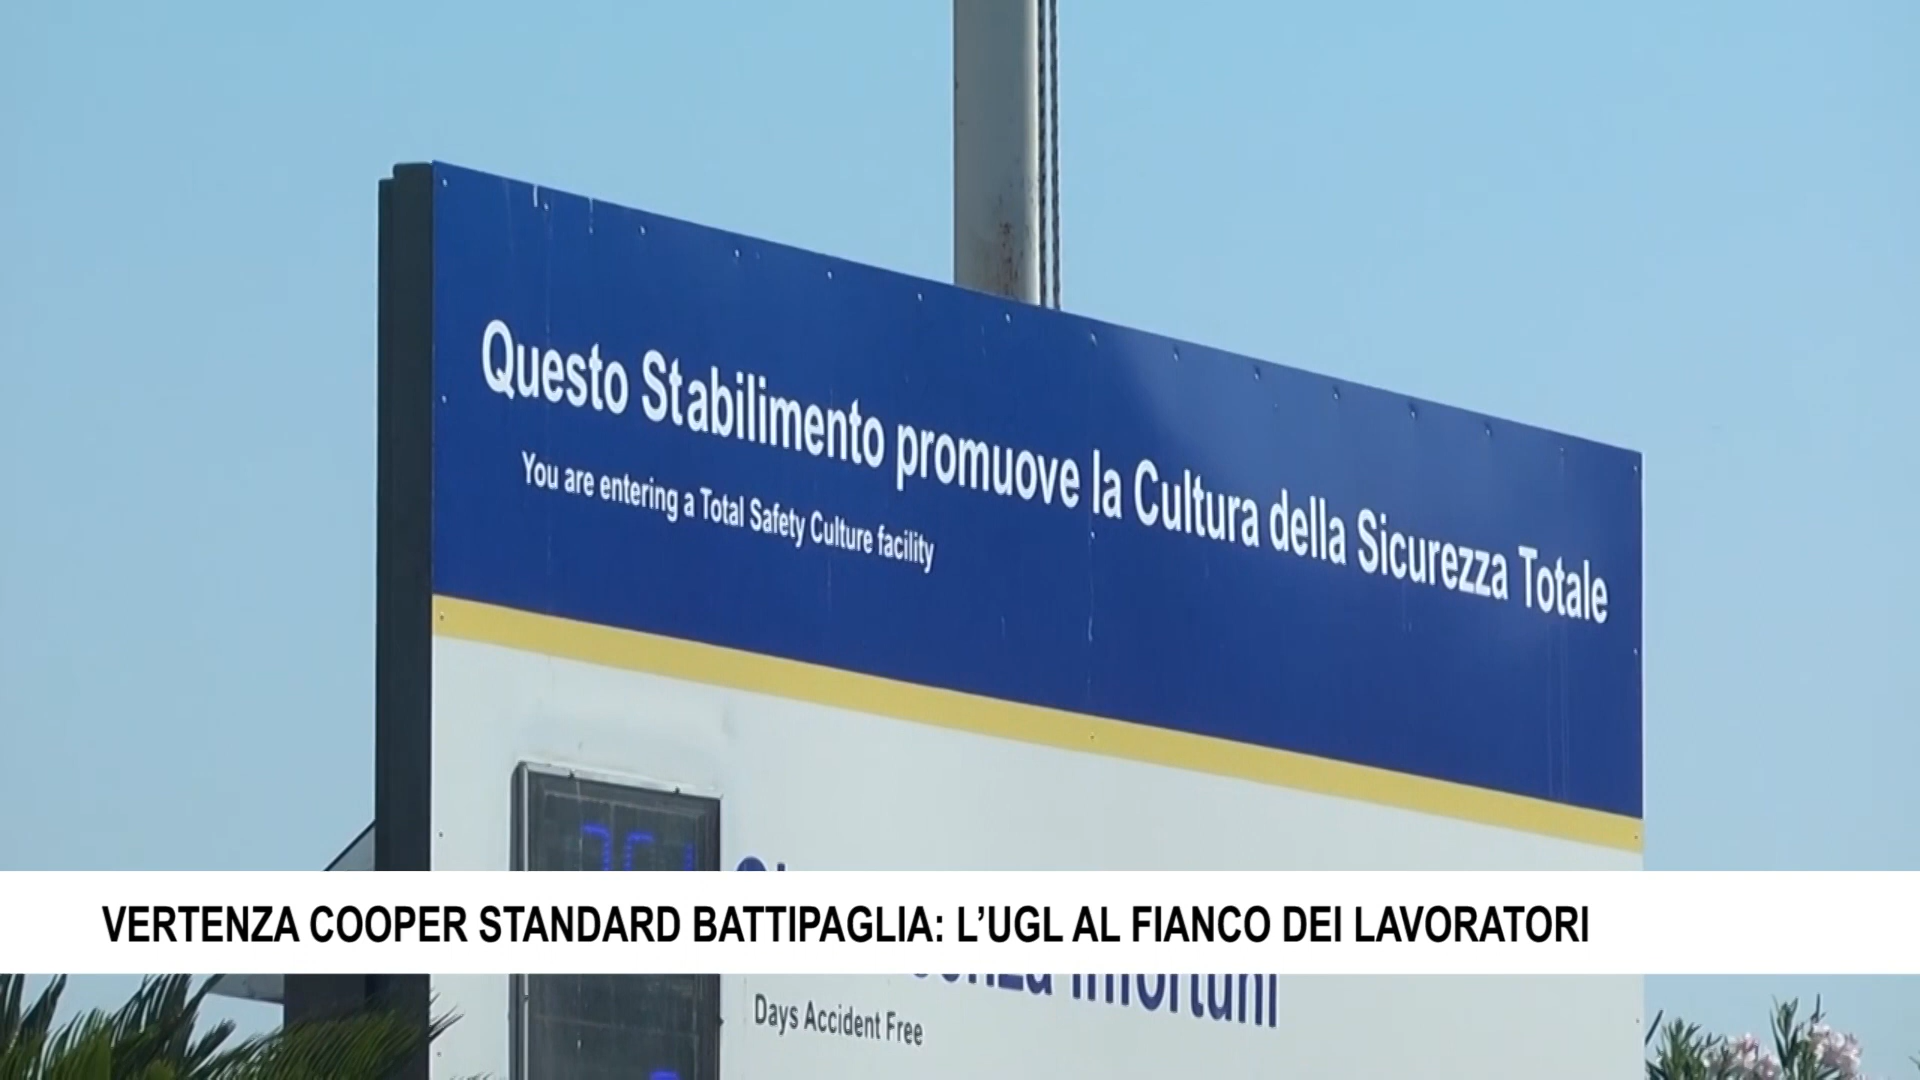 Questo Stabilimento promuove la Cultura della Sicurezza Totale
You are entering a Total Safety Culture facility
VERTENZA COOPER STANDARD BATTIPAGLIA: L'UGL AL FIANCO DEI LAVORATORI
Infortuni
Days Accident Free